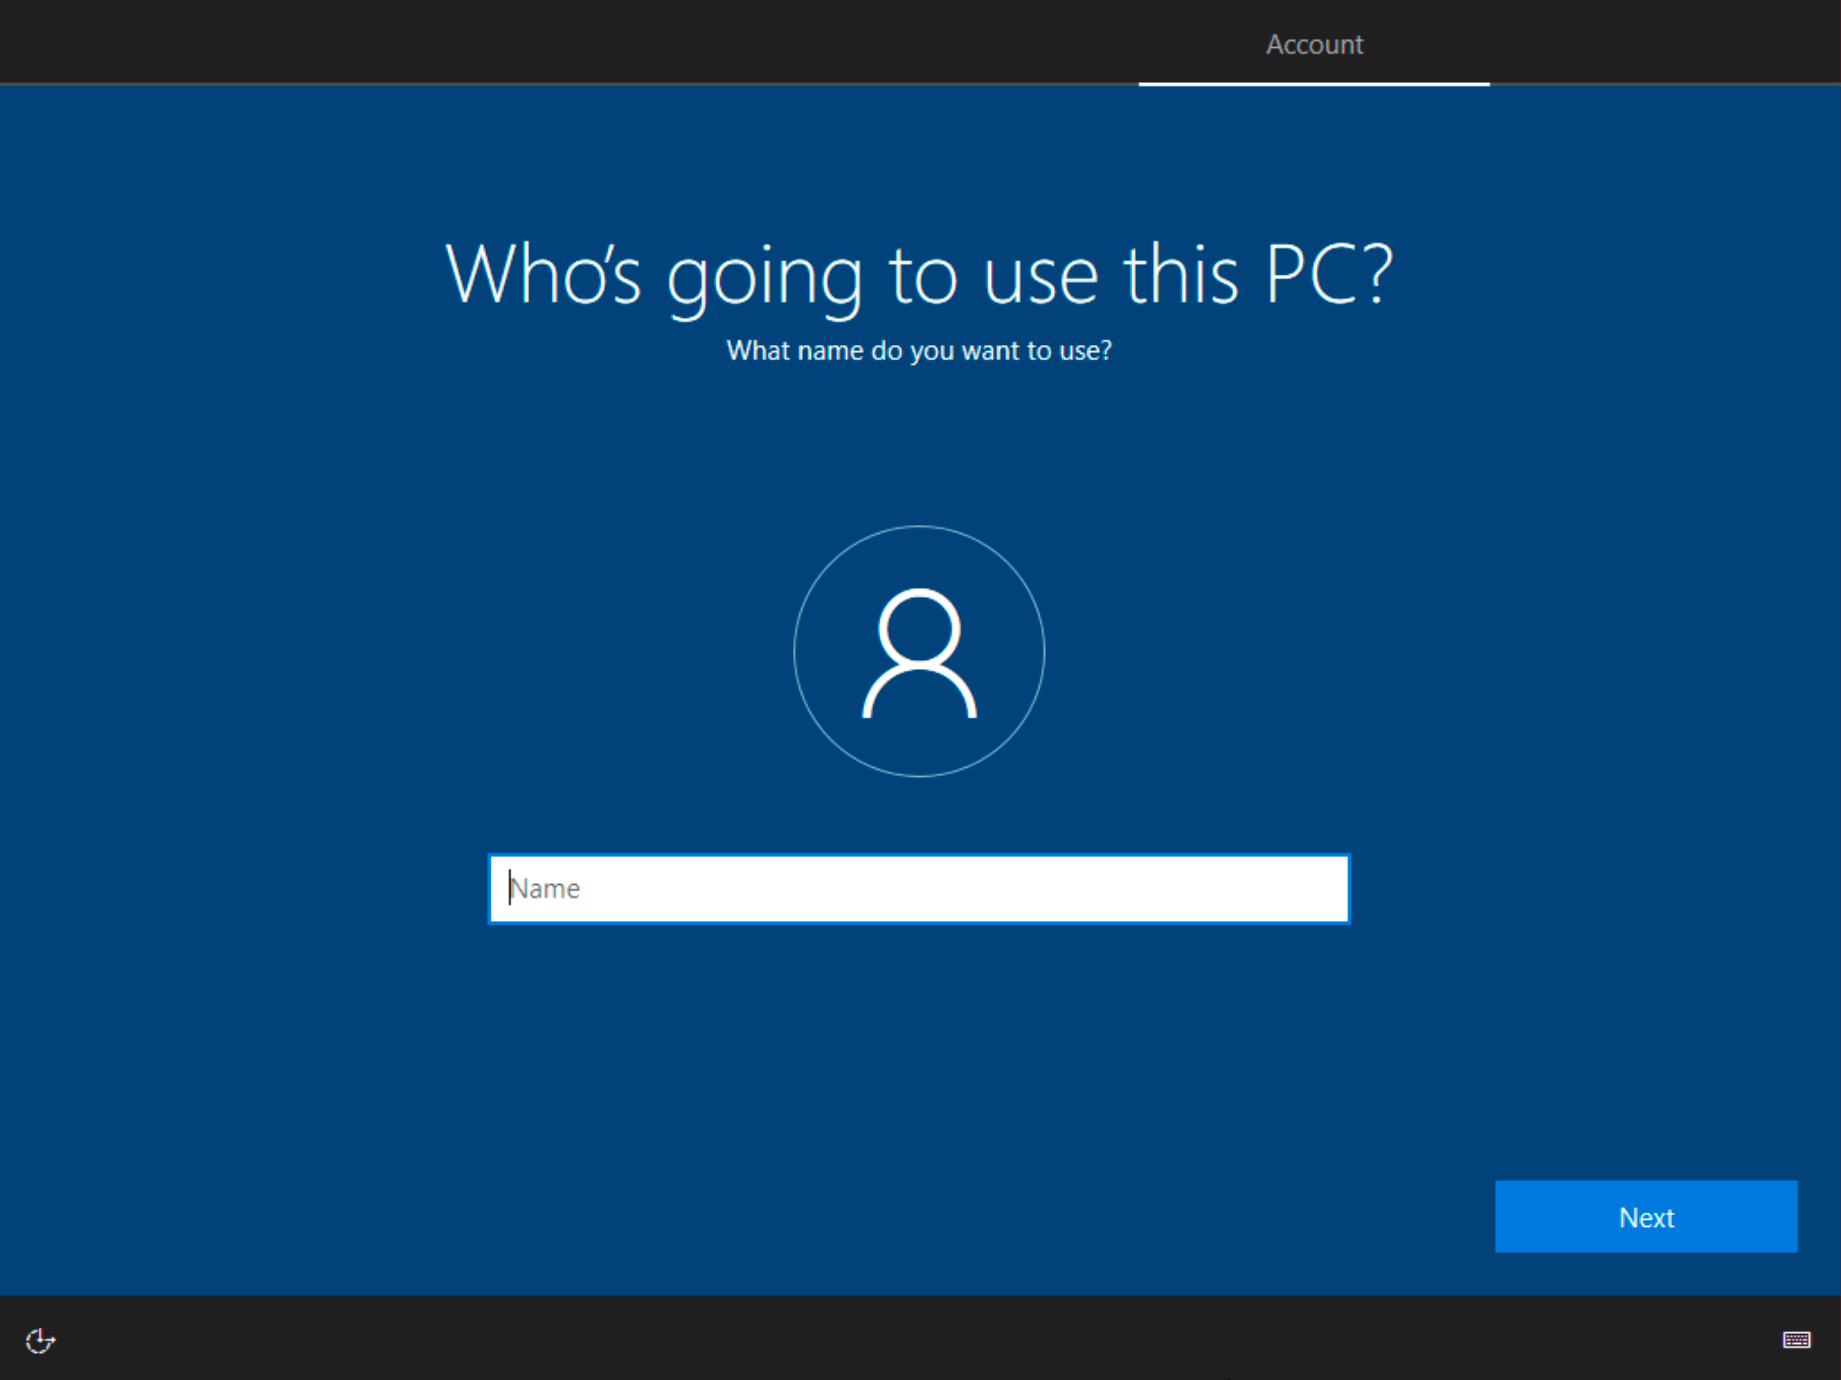 Account
Who's going to use this PC?
What name do you want to use?
Name
Next